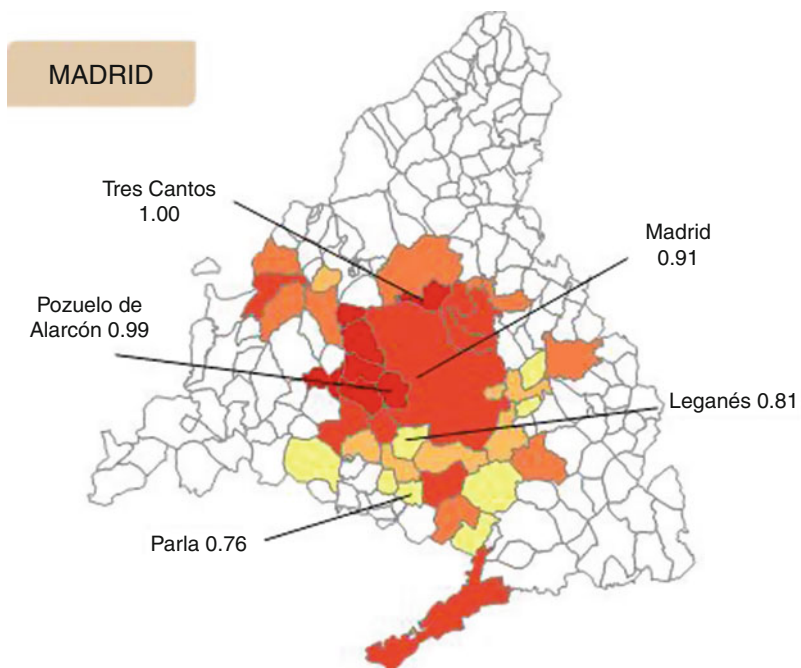 MADRID
Tres Cantos
1.00
Madrid
0.91
Pozuelo de
Alarcón 0.99
Leganés 0.81
Parla 0.76